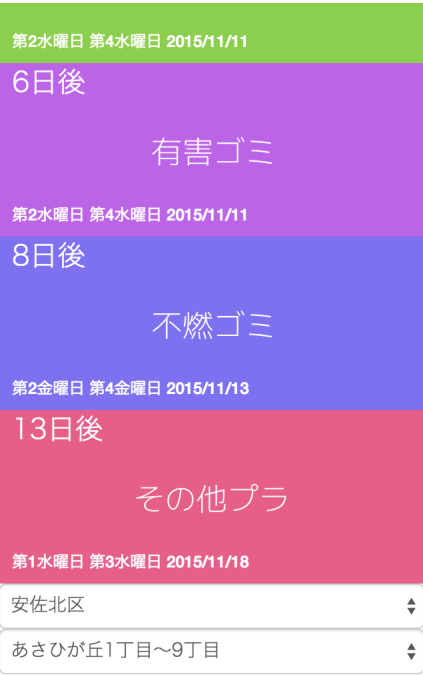 第2水曜日 第4水曜日 2015/11/11
6日後
有害ゴミ
第2水曜日 第4水曜日 2015/11/11
8日後
不燃ゴミ
第2金曜日 第4金曜日 2015/11/13
13日後
その他プラ
第1水曜日 第3水曜日 2015/11/18
安佐北区
あさひが丘1丁目〜9丁目